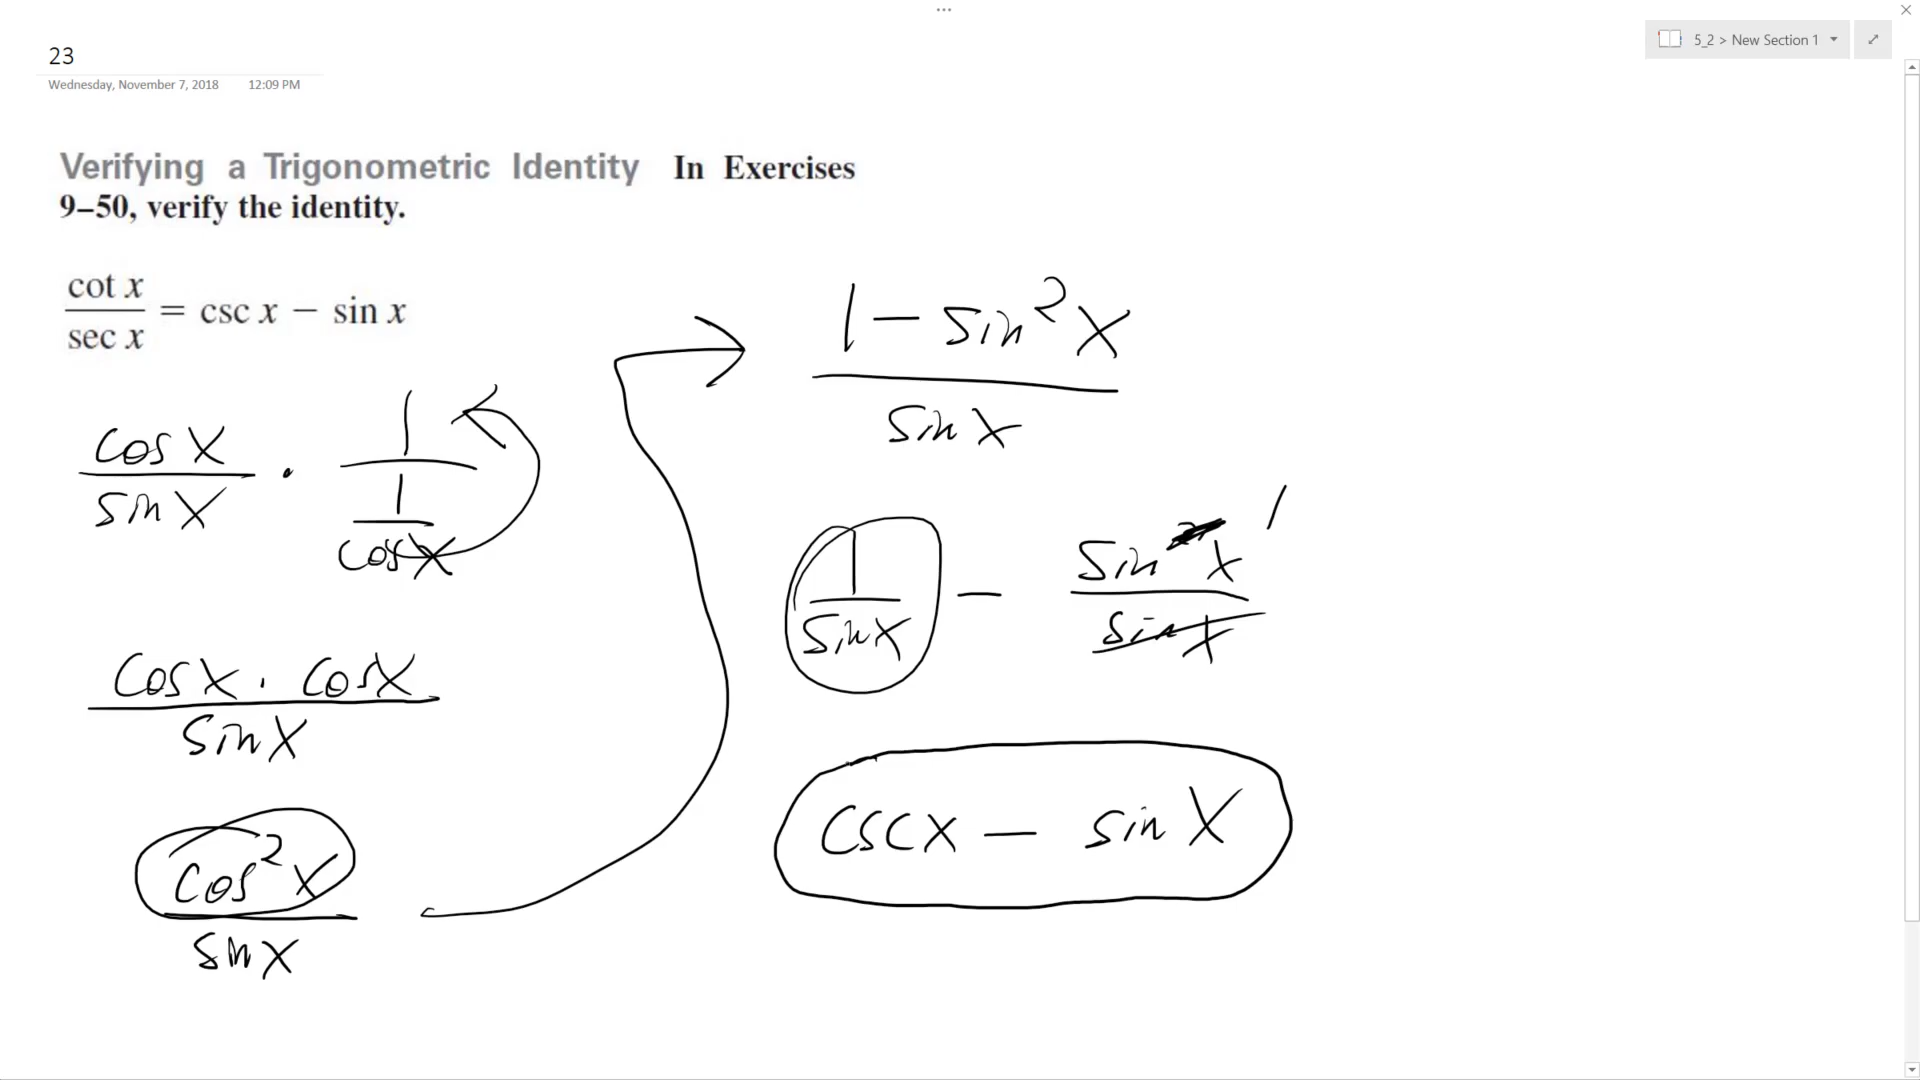 ...
5_2 > New Section 1
23
Wednesday, November 7, 2018 12:09 PM
Verifying a Trigonometric Identity In Exercises
9–50, verify the identity.
cot x
sec x
= csc x − sin x
cos x
sin x
·
1
1
cos x
cos x · cos x
sin x
cos² x
sin x
1 − sin² x
sin x
1
sin x
−
sin² x
sin x
1
csc x − sin x